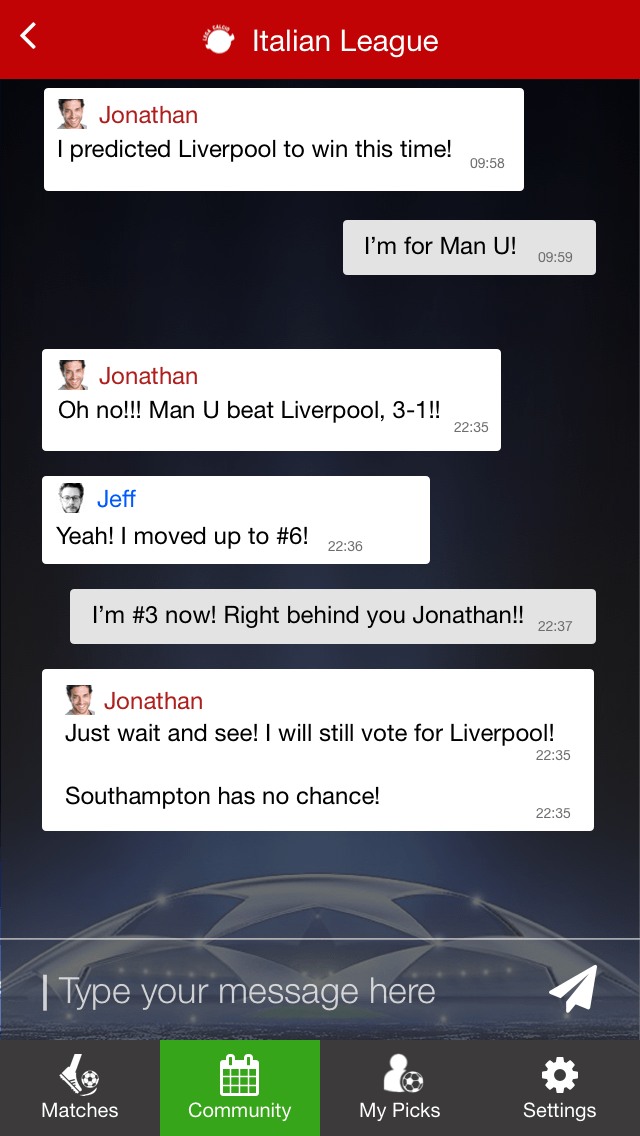 Italian League
Jonathan
I predicted Liverpool to win this time!
09:58
I’m for Man U!
09:59
Jonathan
Oh no!!! Man U beat Liverpool, 3-1!!
22:35
Jeff
Yeah! I moved up to #6!
22:36
I’m #3 now! Right behind you Jonathan!!
22:37
Jonathan
Just wait and see! I will still vote for Liverpool!
22:35
Southampton has no chance!
22:35
Type your message here
Matches
Community
My Picks
Settings